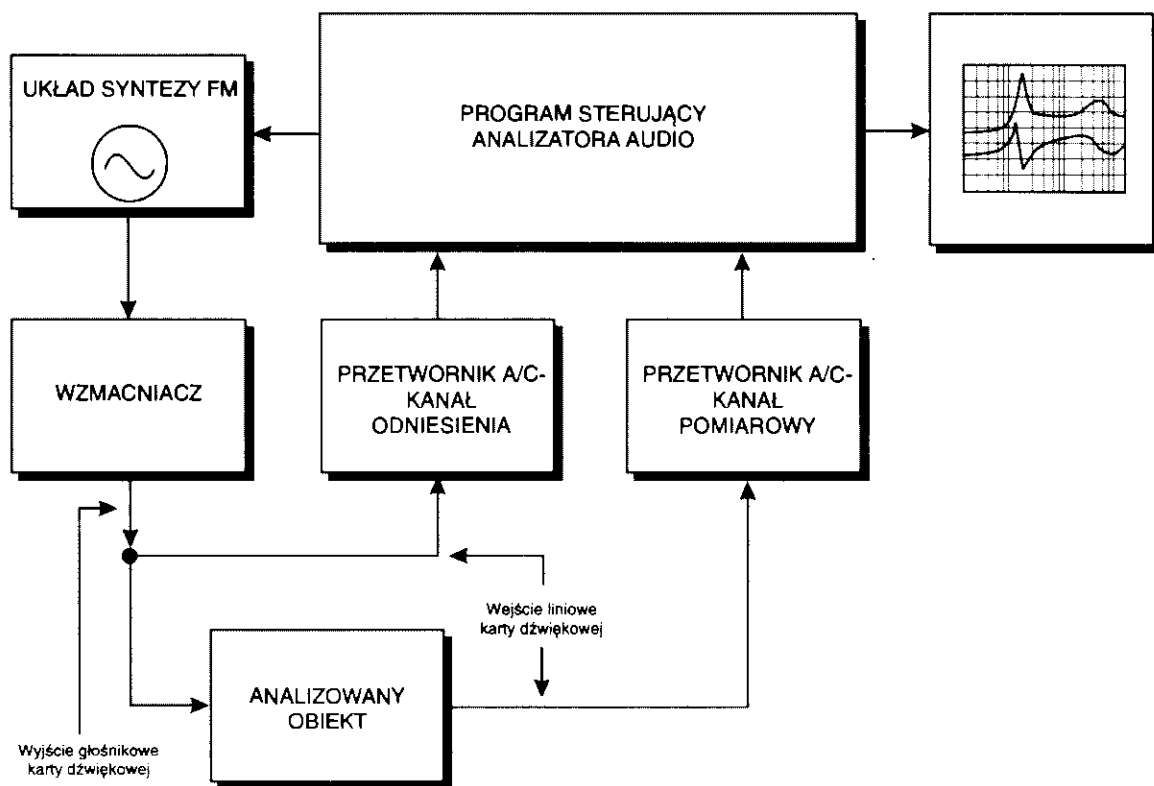 UKŁAD SYNTEZY FM
PROGRAM STERUJĄCY
ANALIZATORA AUDIO
WZMACNIACZ
PRZETWORNIK A/C-
KANAŁ
ODNIESIENIA
PRZETWORNIK A/C-
KANAŁ
POMIAROWY
Wejście liniowe
karty dźwiękowej
ANALIZOWANY
OBIEKT
Wyjście głośnikowe
karty dźwiękowej